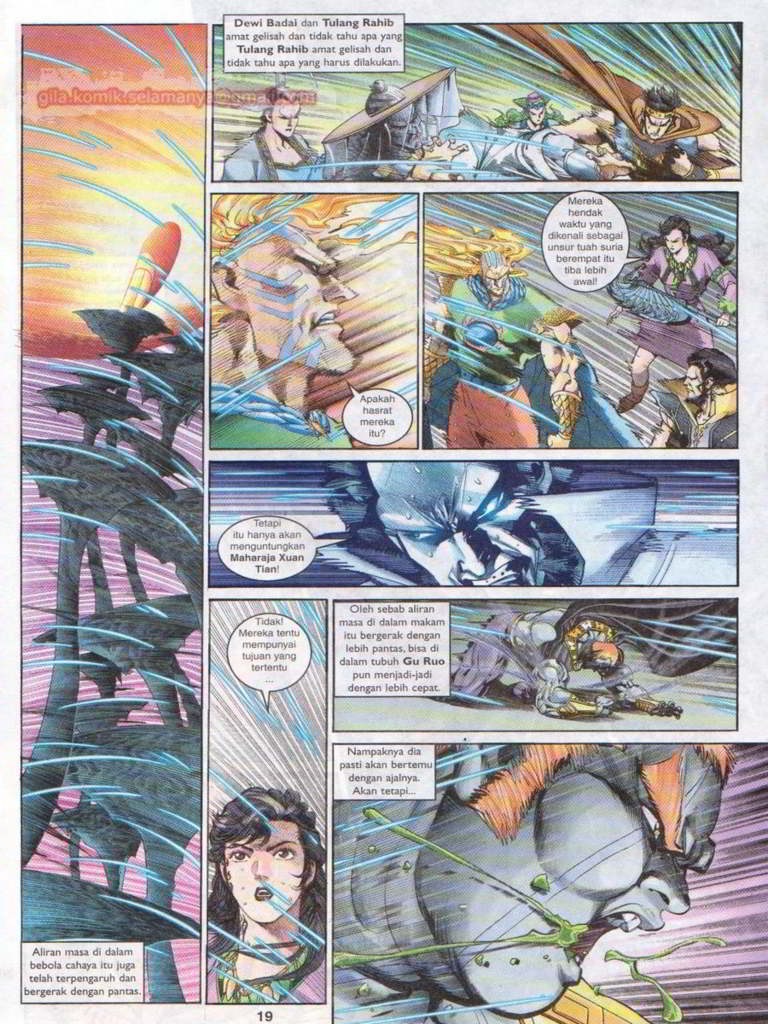 gila.komik.selamanya@gmail.com
Aliran masa di dalam
bebola cahaya itu juga
telah terpengaruh dan
bergerak dengan pantas.
Dewi Badai dan Tulang Rahib
amat gelisah dan tidak tahu apa yang
Tulang Rahib amat gelisah dan
tidak tahu apa yang harus dilakukan.
Apakah
hasrat
mereka
itu?
Mereka
hendak
waktu yang
dikenali sebagai
unsur tuah suria
berempat itu
tiba lebih
awal!
Tetapi
itu hanya akan
menguntungkan
Maharaja Xuan
Tian!
Tidak!
Mereka tentu
mempunyai
tujuan yang
tertentu
...
Oleh sebab aliran
masa di dalam makam
itu bergerak dengan
lebih pantas, bisa di
dalam tubuh Gu Ruo
pun menjadi-jadi
dengan lebih cepat.
Nampaknya dia
pasti akan bertemu
dengan ajalnya.
Akan tetapi...
19